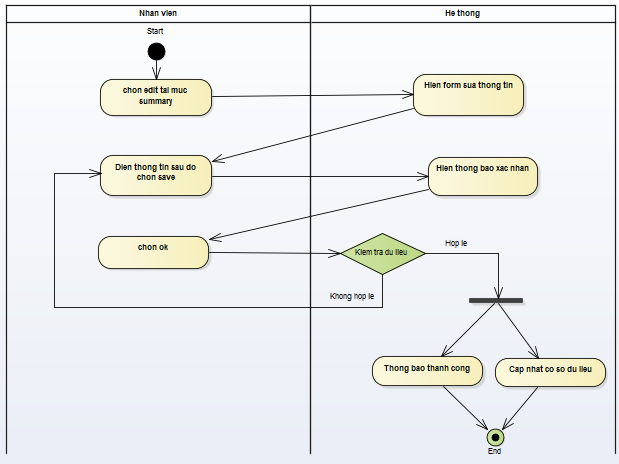 Nhan vien
He thong
Start
chon edit tai muc
summary
Hien form sua thong tin
Dien thong tin sau do
chon save
Hien thong bao xac nhan
chon ok
Kiem tra du lieu
Hop le
Khong hop le
Thong bao thanh cong
Cap nhat co so du lieu
End